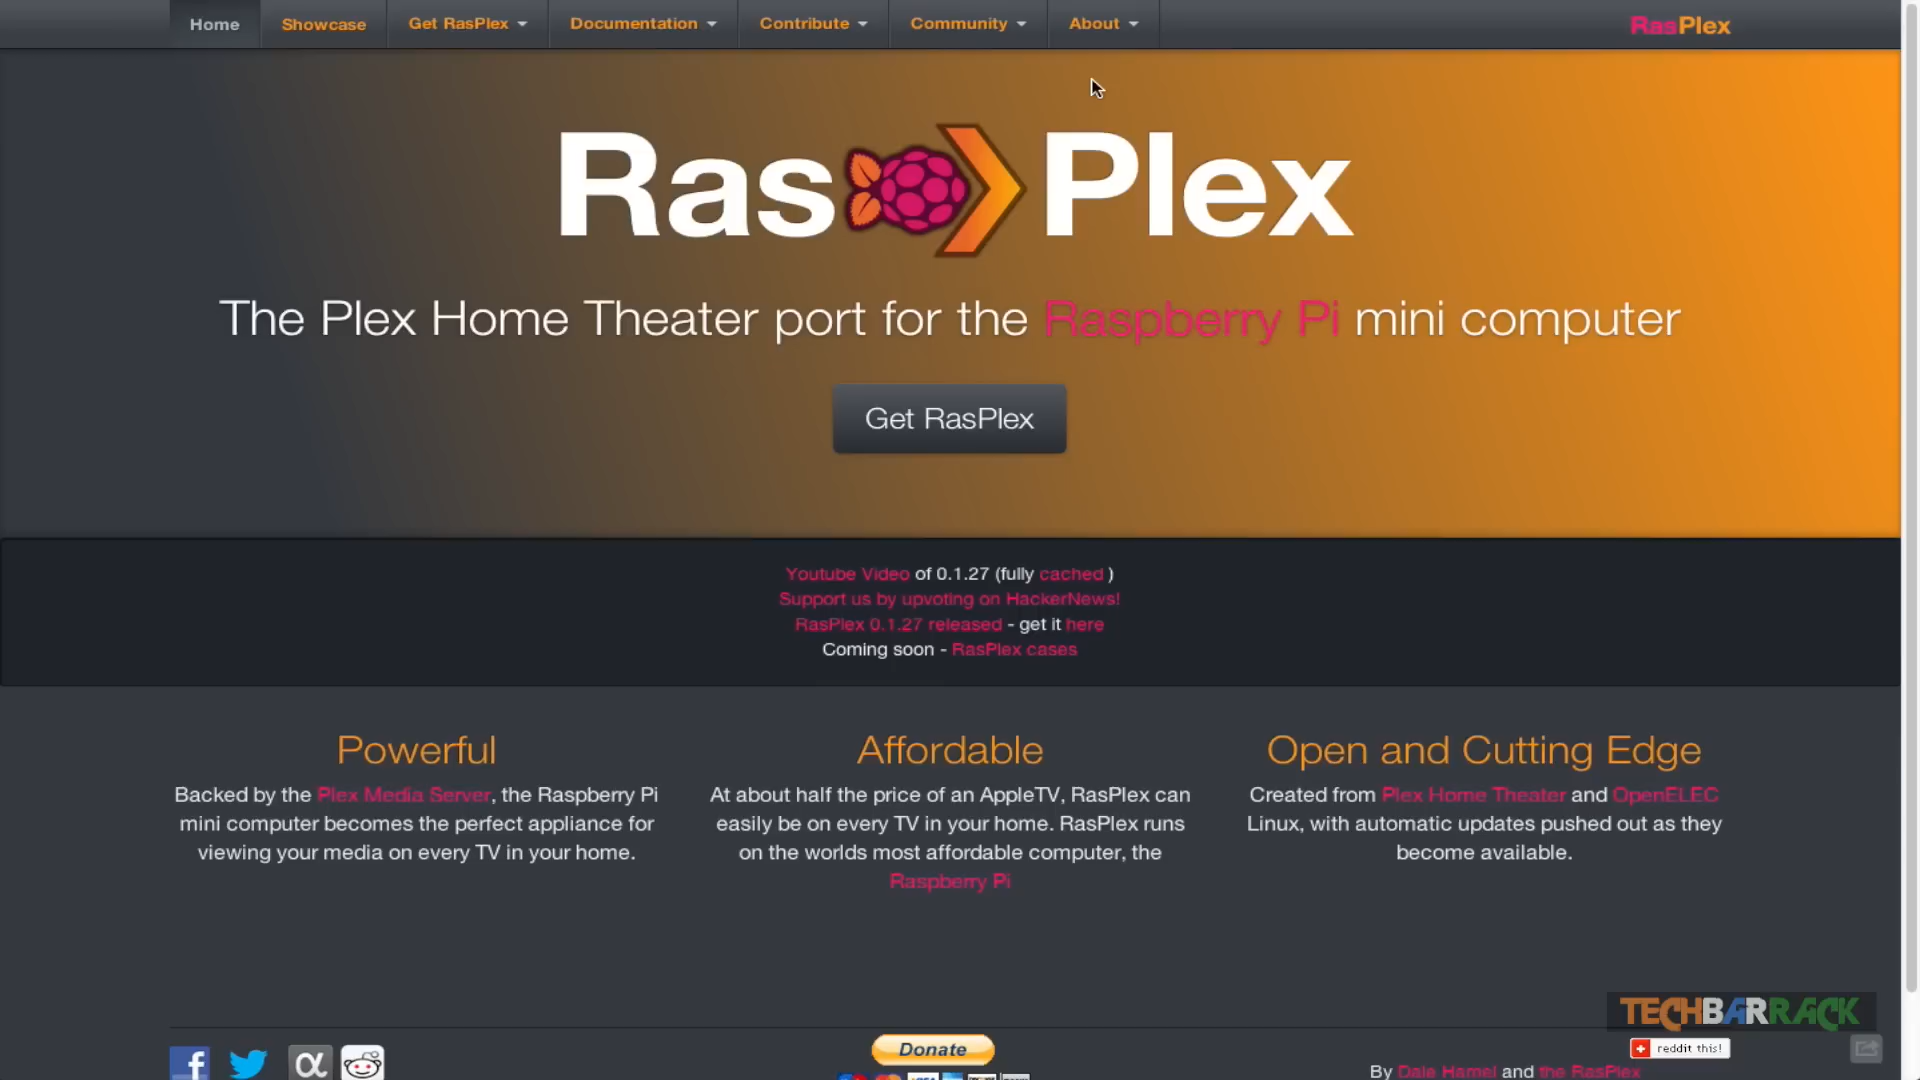 Home Showcase Get RasPlex Documentation Contribute Community About RasPlex
Ras Plex
The Plex Home Theater port for the Raspberry Pi mini computer
Get RasPlex
Youtube Video of 0.1.27 (fully cached )
Support us by upvoting on HackerNews!
RasPlex 0.1.27 released - get it here
Coming soon - RasPlex cases
Powerful
Backed by the Plex Media Server, the Raspberry Pi
mini computer becomes the perfect appliance for
viewing your media on every TV in your home.
Affordable
At about half the price of an AppleTV, RasPlex can
easily be on every TV in your home. RasPlex runs
on the worlds most affordable computer, the
Raspberry Pi
Open and Cutting Edge
Created from Plex Home Theater and OpenELEC
Linux, with automatic updates pushed out as they
become available.
TECHBARRACK
Donate
reddit this!
By Dale Hamel and the RasPlex